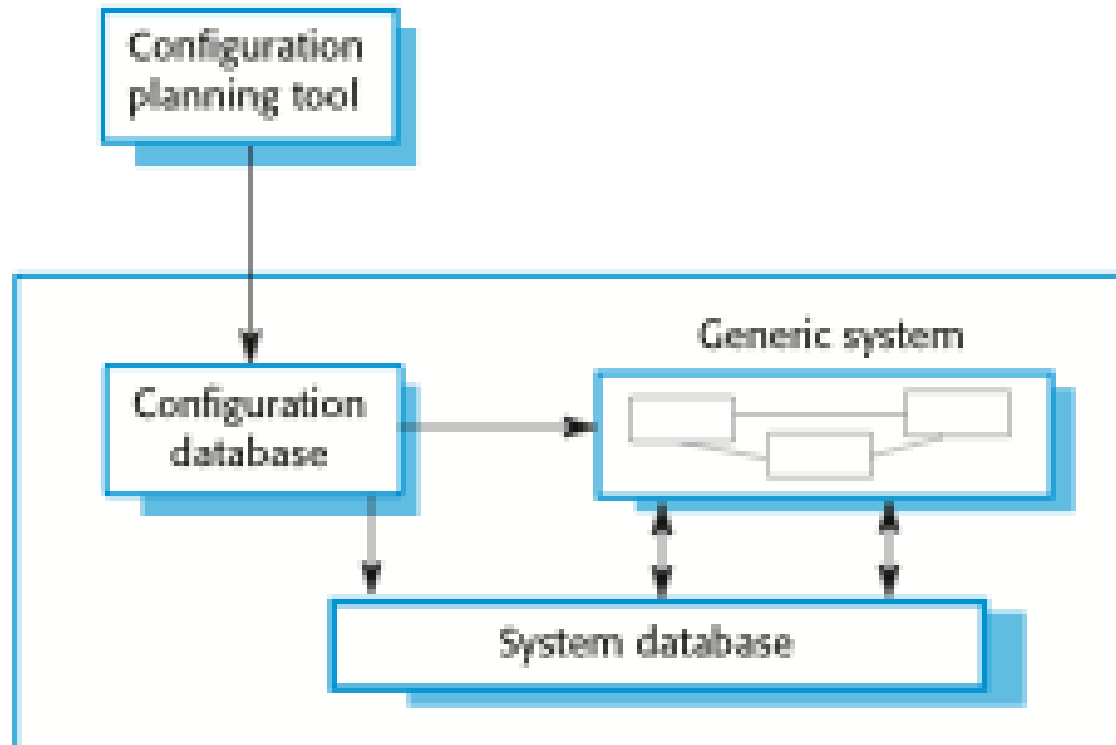 Configuration
planning tool
Generic system
Configuration
database
System database